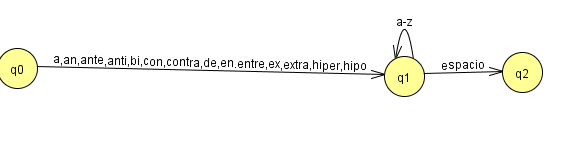 a-z
a,an,ante,anti,bi,con,contra,de,en.entre,ex,extra,hiper,hipo
espacio
q0
q1
q2